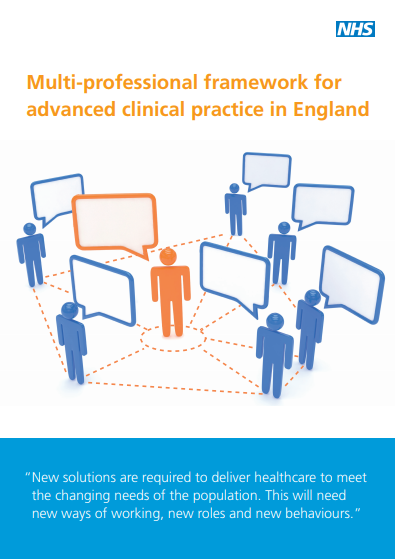 NHS
Multi-professional framework for
advanced clinical practice in England
“New solutions are required to deliver healthcare to meet
the changing needs of the population. This will need
new ways of working, new roles and new behaviours.”